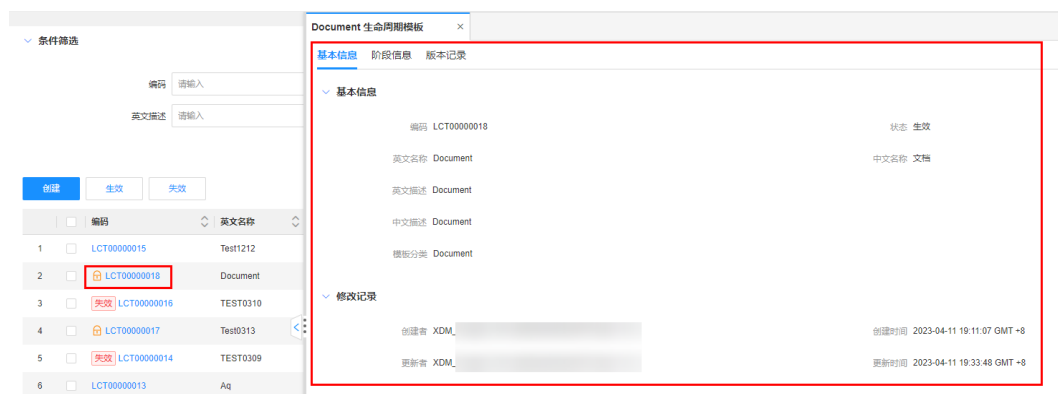 条件筛选
编码 请输入
英文描述 请输入
创建 生效 失效
编码 英文名称
1 LCT00000015 Test1212
2 LCT00000018 Document
3 失效 LCT00000016 TEST0310
4 LCT00000017 Test0313
5 失效 LCT00000014 TEST0309
6 LCT00000013 Aq
Document 生命周期模板 ×
基本信息 阶段信息 版本记录
基本信息
编码 LCT00000018 状态 生效
英文名称 Document 中文名称 文档
英文描述 Document
中文描述 Document
模板分类 Document
修改记录
创建者 XDM_ 创建时间 2023-04-11 19:11:07 GMT +8
更新者 XDM_ 更新时间 2023-04-11 19:33:48 GMT +8